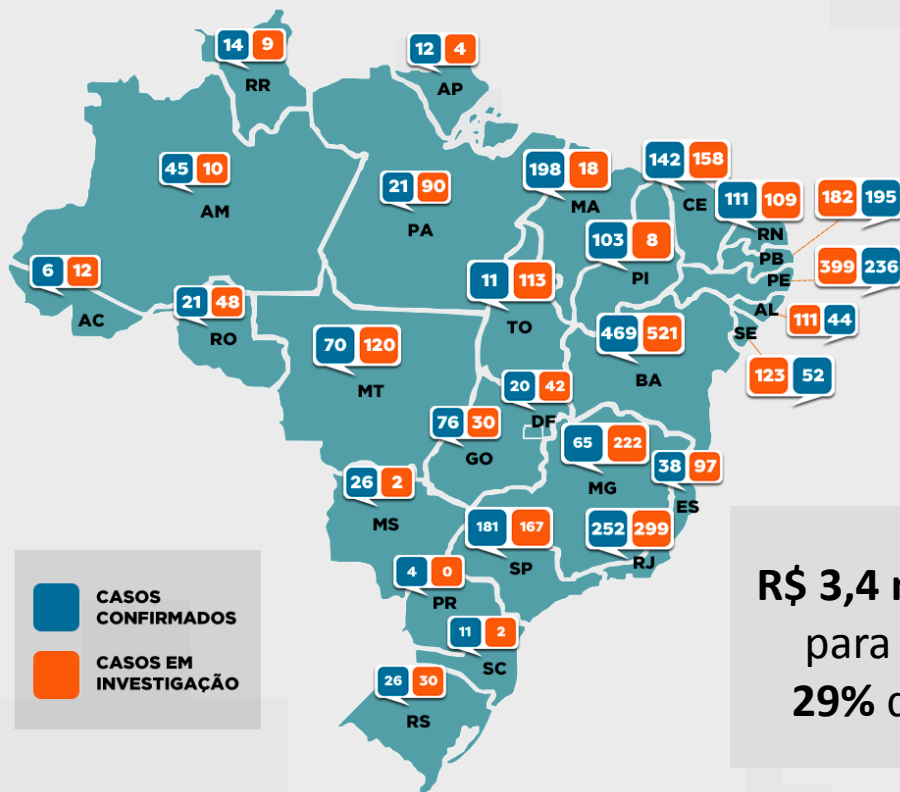 14 9
RR
12 4
AP
45 10
AM
21 90
PA
198 18
MA
142 158
CE
111 109
RN
182 195
PB
399 236
PE
111 44
AL
123 52
SE
103 8
PI
11 113
TO
469 521
BA
6 12
AC
21 48
RO
70 120
MT
20 42
DF
76 30
GO
65 222
MG
38 97
ES
26 2
MS
181 167
SP
252 299
RJ
4 0
PR
11 2
SC
26 30
RS
CASOS
CONFIRMADOS
CASOS EM
INVESTIGAÇÃO
R$ 3,4
para
29%